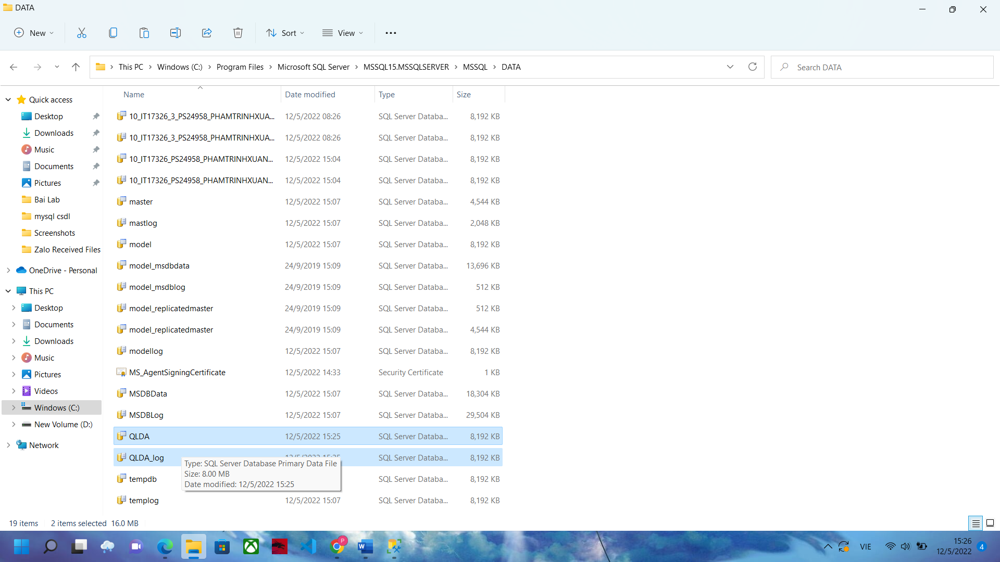 DATA
New
Sort
View
This PC
Windows (C:)
Program Files
Microsoft SQL Server
MSSQL15.MSSQLSERVER
MSSQL
DATA
Search DATA
Quick access
Desktop
Downloads
Music
Documents
Pictures
Bai Lab
mysql csdl
Screenshots
Zalo Received Files
OneDrive - Personal
This PC
Desktop
Documents
Downloads
Music
Pictures
Videos
Windows (C:)
New Volume (D:)
Network
Name Date modified Type Size
10_IT17326_3_PS24958_PHAMTRINHXUA... 12/5/2022 08:26 SQL Server Databa... 8,192 KB
10_IT17326_3_PS24958_PHAMTRINHXUA... 12/5/2022 08:26 SQL Server Databa... 8,192 KB
10_IT17326_PS24958_PHAMTRINHXUAN... 12/5/2022 15:04 SQL Server Databa... 8,192 KB
10_IT17326_PS24958_PHAMTRINHXUAN... 12/5/2022 15:04 SQL Server Databa... 8,192 KB
master 12/5/2022 15:07 SQL Server Databa... 4,544 KB
mastlog 12/5/2022 15:07 SQL Server Databa... 2,048 KB
model 12/5/2022 15:07 SQL Server Databa... 8,192 KB
model_msdbdata 24/9/2019 15:09 SQL Server Databa... 13,696 KB
model_msdblog 24/9/2019 15:09 SQL Server Databa... 512 KB
model_replicatedmaster 24/9/2019 15:09 SQL Server Databa... 512 KB
model_replicatedmaster 24/9/2019 15:09 SQL Server Databa... 4,544 KB
modellog 12/5/2022 15:07 SQL Server Databa... 8,192 KB
MS_AgentSigningCertificate 12/5/2022 14:33 Security Certificate 1 KB
MSDBData 12/5/2022 15:07 SQL Server Databa... 18,304 KB
MSDBLog 12/5/2022 15:07 SQL Server Databa... 29,504 KB
QLDA 12/5/2022 15:25 SQL Server Databa... 8,192 KB
QLDA_log SQL Server Databa... 8,192 KB
Type: SQL Server Database Primary Data File
Size: 8.00 MB
Date modified: 12/5/2022 15:25
tempdb SQL Server Databa... 8,192 KB
templog 12/5/2022 15:07 SQL Server Databa... 8,192 KB
19 items 2 items selected 16.0 MB
P
VIE
15:26
12/5/2022
4